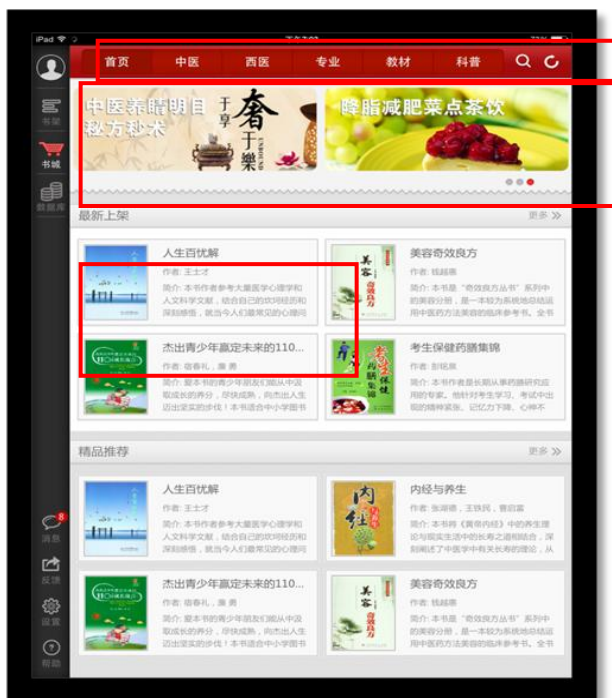 iPad
首页 中医 西医 专业 教材 科普
书架
书城
数据库
中医养睛明目
秘方秒术
于享
奢
于樂
降脂减肥菜点茶饮
最新上架 更多
人生百忧解
作者: 王士才
简介: 本书作者参考大量医学心理学和
人文科学文献，结合自己的坎坷经历和
深刻感悟，就当今人们最常见的心理问
美容奇效良方
作者: 钱越惠
简介: 本书是“奇效良方丛书”系列中
的美容分册，是一本较为系统地总结运
用中医药方法美容的临床参考书。全书
杰出青少年赢定未来的110...
作者: 宿春礼，廉 勇
简介: 愿本书的青少年朋友们能从中汲
取成长的养分，尽快成熟，向杰出人生
迈出坚实的步伐！本书适合中小学图书
考生保健药膳集锦
作者: 彭铭泉
简介: 本书作者是长期从事药膳研究应
用的专家。他针对考生学习、考试中出
现的精神紧张、记忆力下降、心神不
精品推荐 更多
人生百忧解
作者: 王士才
简介: 本书作者参考大量医学心理学和
人文科学文献，结合自己的坎坷经历和
深刻感悟，就当今人们最常见的心理问
内经与养生
作者: 张湖德，王铁民，曹启富
简介: 本书将《黄帝内经》中的养生理
论与现实生活中的长寿之道相结合，深
刻阐述了中医学中有关长寿的理论，从
杰出青少年赢定未来的110...
作者: 宿春礼，廉 勇
简介: 愿本书的青少年朋友们能从中汲
取成长的养分，尽快成熟，向杰出人生
迈出坚实的步伐！本书适合中小学图书
美容奇效良方
作者: 钱越惠
简介: 本书是“奇效良方丛书”系列中
的美容分册，是一本较为系统地总结运
用中医药方法美容的临床参考书。全书
8
消息
反馈
设置
帮助